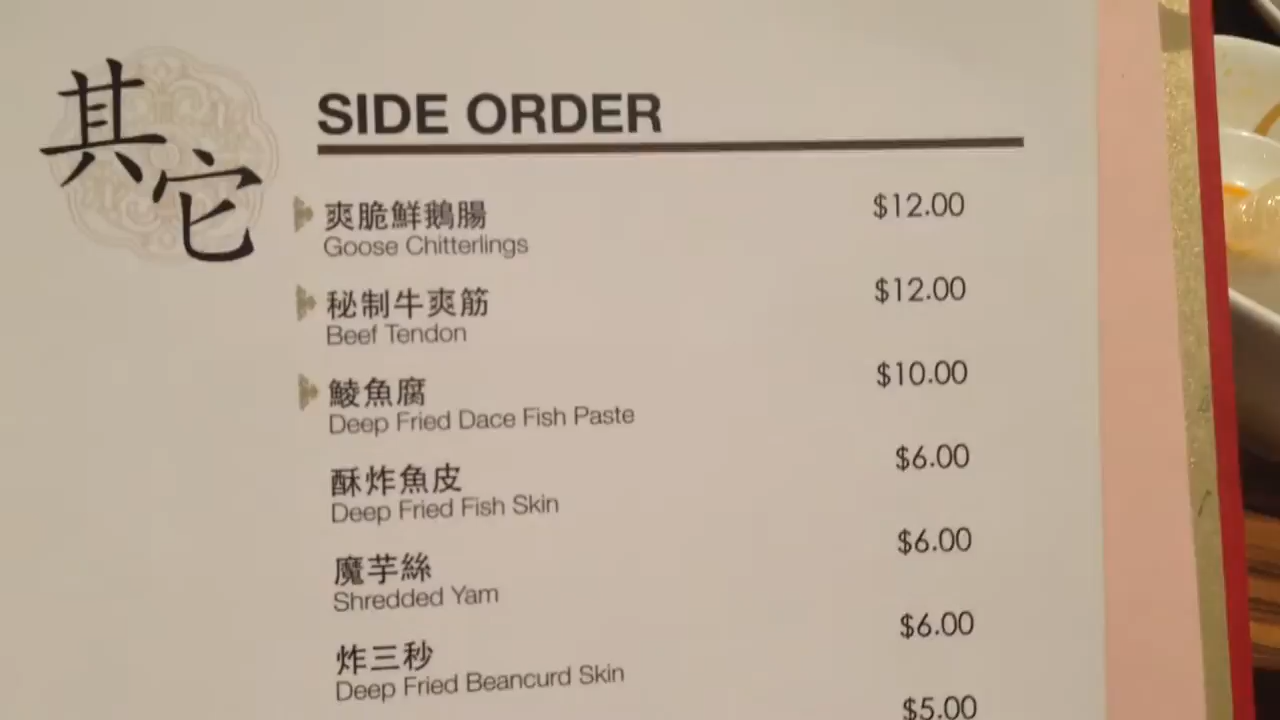 其它
SIDE ORDER
爽脆鮮鵝腸 $12.00
Goose Chitterlings
秘制牛爽筋 $12.00
Beef Tendon
鯪魚腐 $10.00
Deep Fried Dace Fish Paste
酥炸魚皮 $6.00
Deep Fried Fish Skin
魔芋絲 $6.00
Shredded Yam
炸三秒 $6.00
Deep Fried Beancurd Skin
$5.00